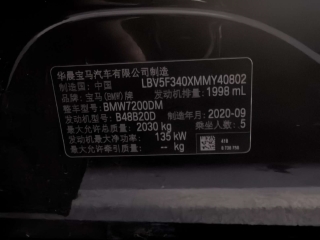 华晨宝马汽车有限公司制造
制造国：中国 LBV5F340XMMY40802
品牌：宝马(BMW)牌 发动机排量：1998 mL
整车型号：BMW7200DM
发动机型号：B48B20D 制造年月：2020-09
最大允许总质量：2030 kg 乘坐人数：5
发动机最大净功率：135 kW
最大允许牵引质量：-- kg